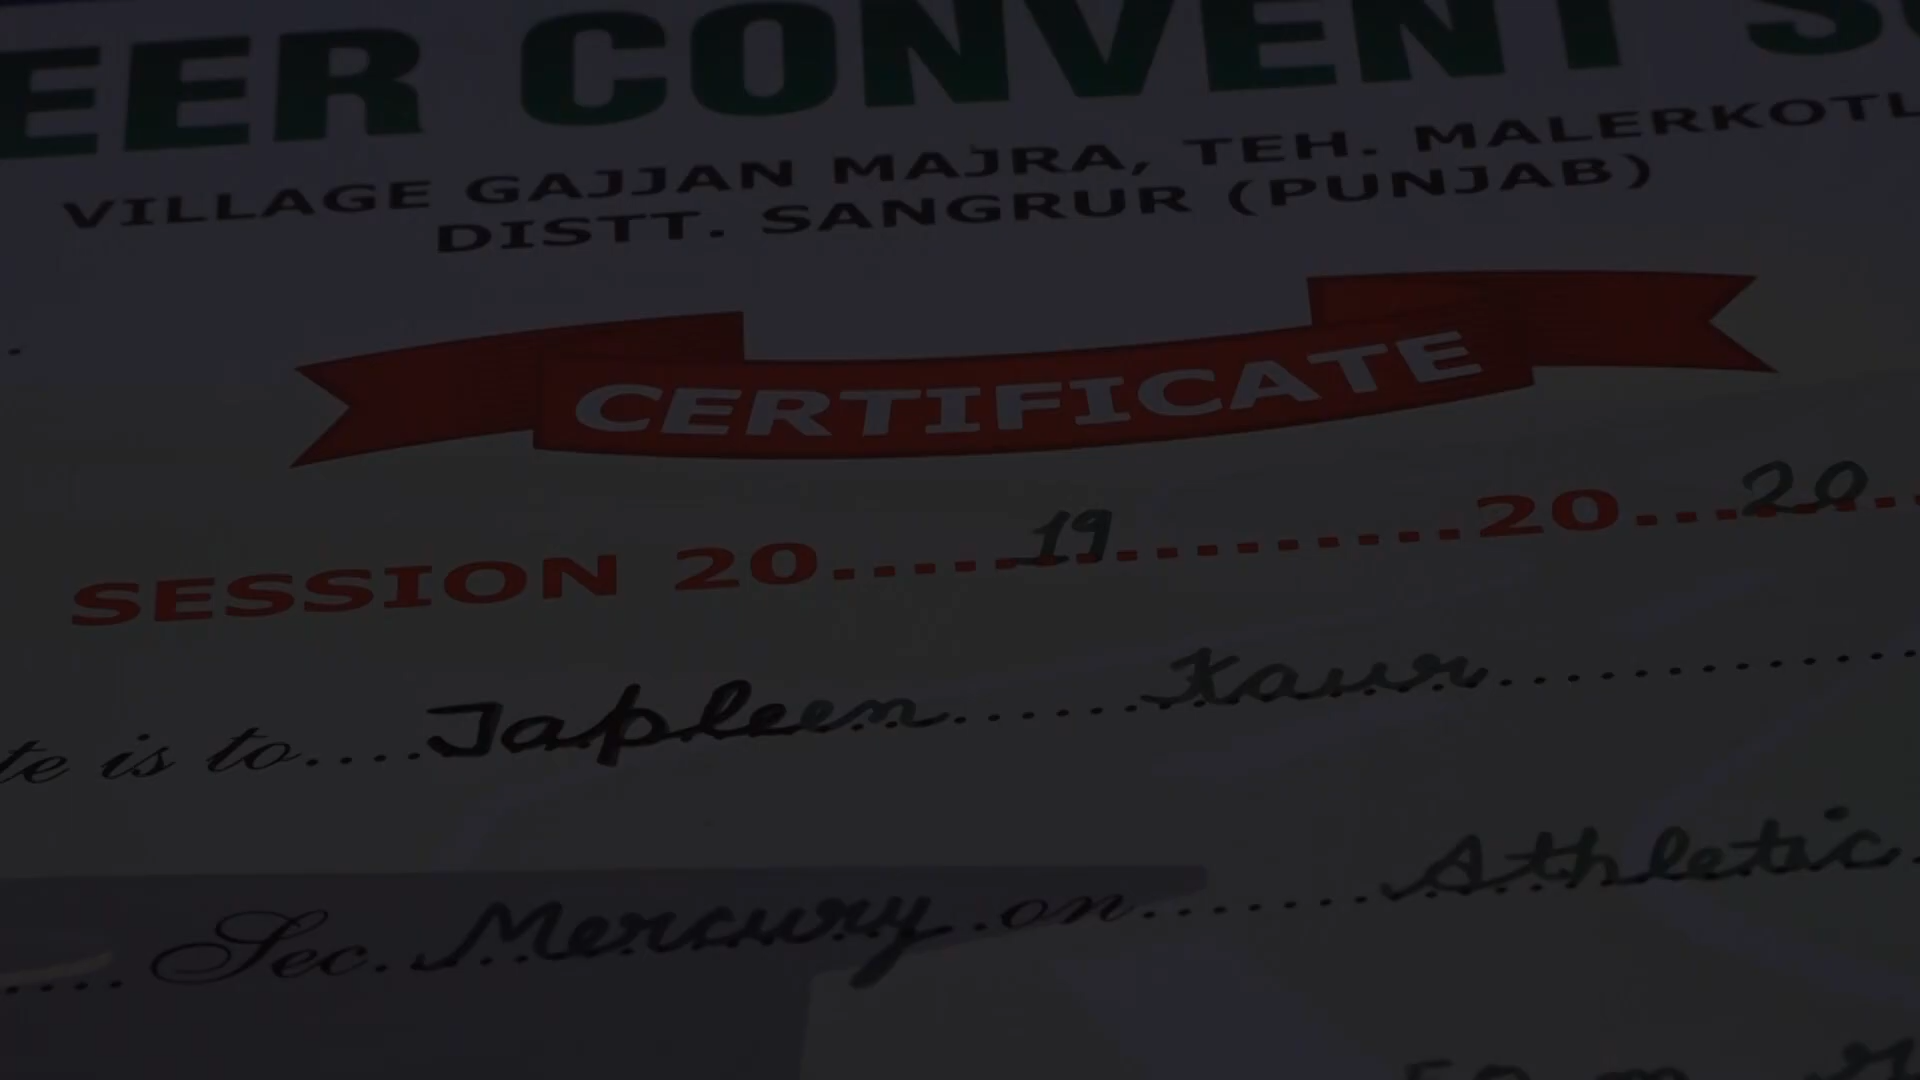 EER CONVENT S
VILLAGE GAJJAN MAJRA, TEH. MALERKOTL
DISTT. SANGRUR (PUNJAB)
CERTIFICATE
SESSION 20......19.........20...20..
te is to....Japleen......Kaur..........
.... Sec. Mercury on.......Athletic.
50 m